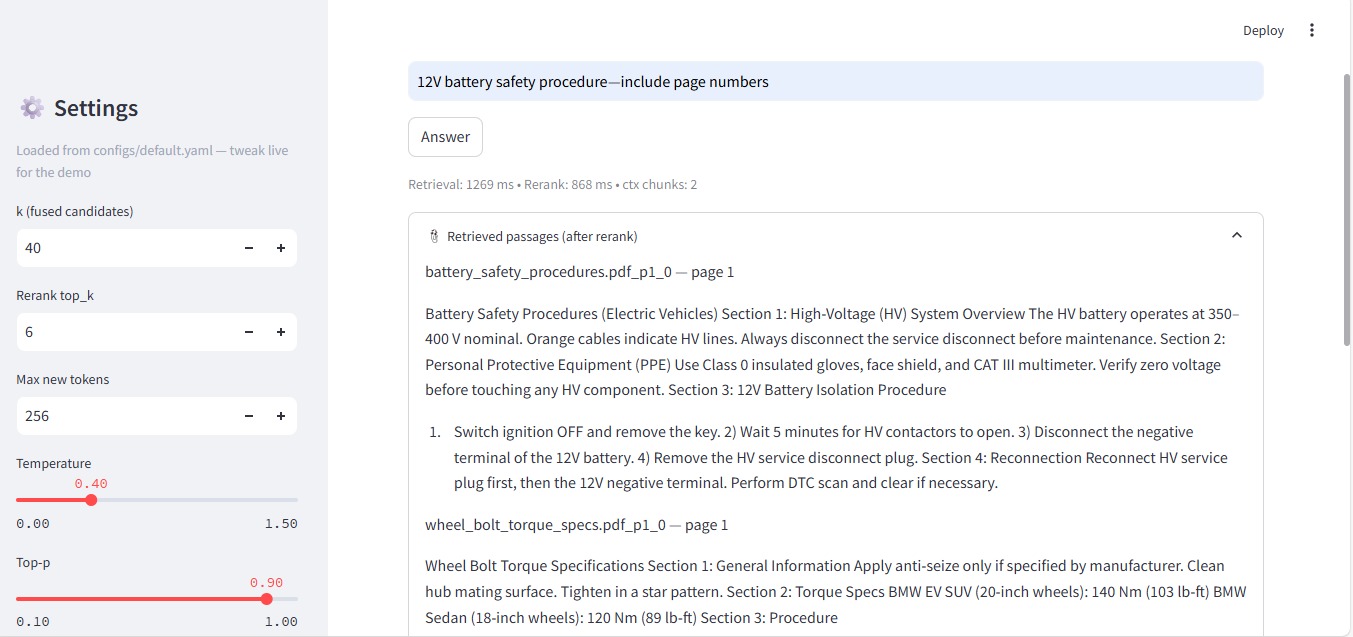 Deploy
Settings
Loaded from configs/default.yaml — tweak live
for the demo
k (fused candidates)
40
Rerank top_k
6
Max new tokens
256
Temperature
0.40
0.00 1.50
Top-p
0.90
0.10 1.00
12V battery safety procedure—include page numbers
Answer
Retrieval: 1269 ms • Rerank: 868 ms • ctx chunks: 2
Retrieved passages (after rerank)
battery_safety_procedures.pdf_p1_0 — page 1
Battery Safety Procedures (Electric Vehicles) Section 1: High-Voltage (HV) System Overview The HV battery operates at 350–
400 V nominal. Orange cables indicate HV lines. Always disconnect the service disconnect before maintenance. Section 2:
Personal Protective Equipment (PPE) Use Class 0 insulated gloves, face shield, and CAT III multimeter. Verify zero voltage
before touching any HV component. Section 3: 12V Battery Isolation Procedure
1. Switch ignition OFF and remove the key. 2) Wait 5 minutes for HV contactors to open. 3) Disconnect the negative
terminal of the 12V battery. 4) Remove the HV service disconnect plug. Section 4: Reconnection Reconnect HV service
plug first, then the 12V negative terminal. Perform DTC scan and clear if necessary.
wheel_bolt_torque_specs.pdf_p1_0 — page 1
Wheel Bolt Torque Specifications Section 1: General Information Apply anti-seize only if specified by manufacturer. Clean
hub mating surface. Tighten in a star pattern. Section 2: Torque Specs BMW EV SUV (20-inch wheels): 140 Nm (103 lb-ft) BMW
Sedan (18-inch wheels): 120 Nm (89 lb-ft) Section 3: Procedure